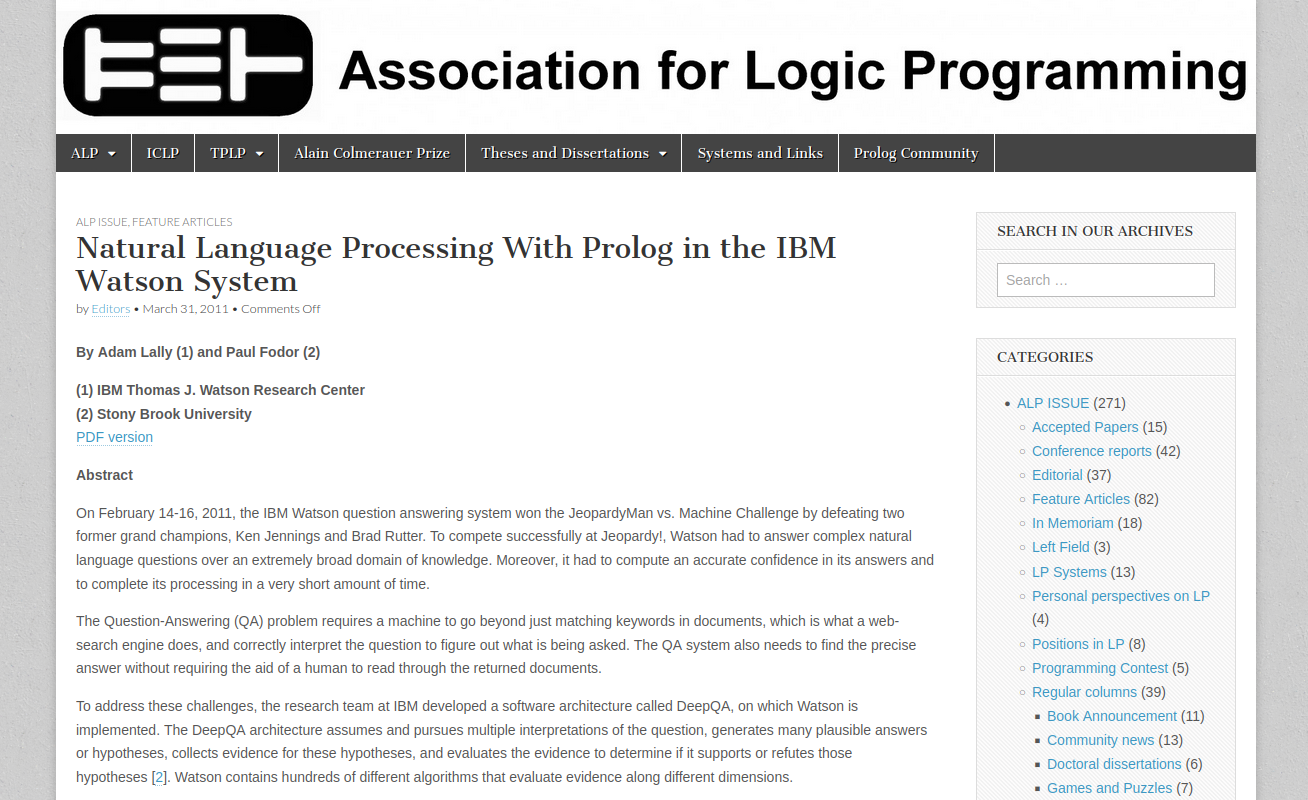 Association for Logic Programming
ALP
ICLP
TPLP
Alain Colmerauer Prize
Theses and Dissertations
Systems and Links
Prolog Community
ALP ISSUE, FEATURE ARTICLES
Natural Language Processing With Prolog in the IBM
Watson System
by Editors • March 31, 2011 • Comments Off
By Adam Lally (1) and Paul Fodor (2)
(1) IBM Thomas J. Watson Research Center
(2) Stony Brook University
PDF version
Abstract
On February 14-16, 2011, the IBM Watson question answering system won the JeopardyMan vs. Machine Challenge by defeating two
former grand champions, Ken Jennings and Brad Rutter. To compete successfully at Jeopardy!, Watson had to answer complex natural
language questions over an extremely broad domain of knowledge. Moreover, it had to compute an accurate confidence in its answers and
to complete its processing in a very short amount of time.
The Question-Answering (QA) problem requires a machine to go beyond just matching keywords in documents, which is what a web-
search engine does, and correctly interpret the question to figure out what is being asked. The QA system also needs to find the precise
answer without requiring the aid of a human to read through the returned documents.
To address these challenges, the research team at IBM developed a software architecture called DeepQA, on which Watson is
implemented. The DeepQA architecture assumes and pursues multiple interpretations of the question, generates many plausible answers
or hypotheses, collects evidence for these hypotheses, and evaluates the evidence to determine if it supports or refutes those
hypotheses [2]. Watson contains hundreds of different algorithms that evaluate evidence along different dimensions.
SEARCH IN OUR ARCHIVES
Search …
CATEGORIES
ALP ISSUE (271)
Accepted Papers (15)
Conference reports (42)
Editorial (37)
Feature Articles (82)
In Memoriam (18)
Left Field (3)
LP Systems (13)
Personal perspectives on LP
(4)
Positions in LP (8)
Programming Contest (5)
Regular columns (39)
Book Announcement (11)
Community news (13)
Doctoral dissertations (6)
Games and Puzzles (7)